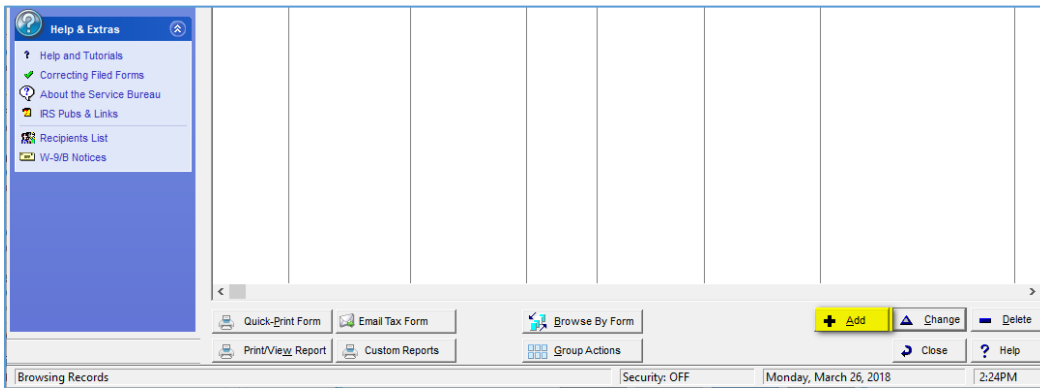 Help & Extras
? Help and Tutorials
Correcting Filed Forms
? About the Service Bureau
? IRS Pubs & Links
Recipients List
W-9/B Notices
Quick-Print Form Email Tax Form Browse By Form Add Change Delete
Print/View Report Custom Reports Group Actions Close ? Help
Browsing Records Security: OFF Monday, March 26, 2018 2:24PM